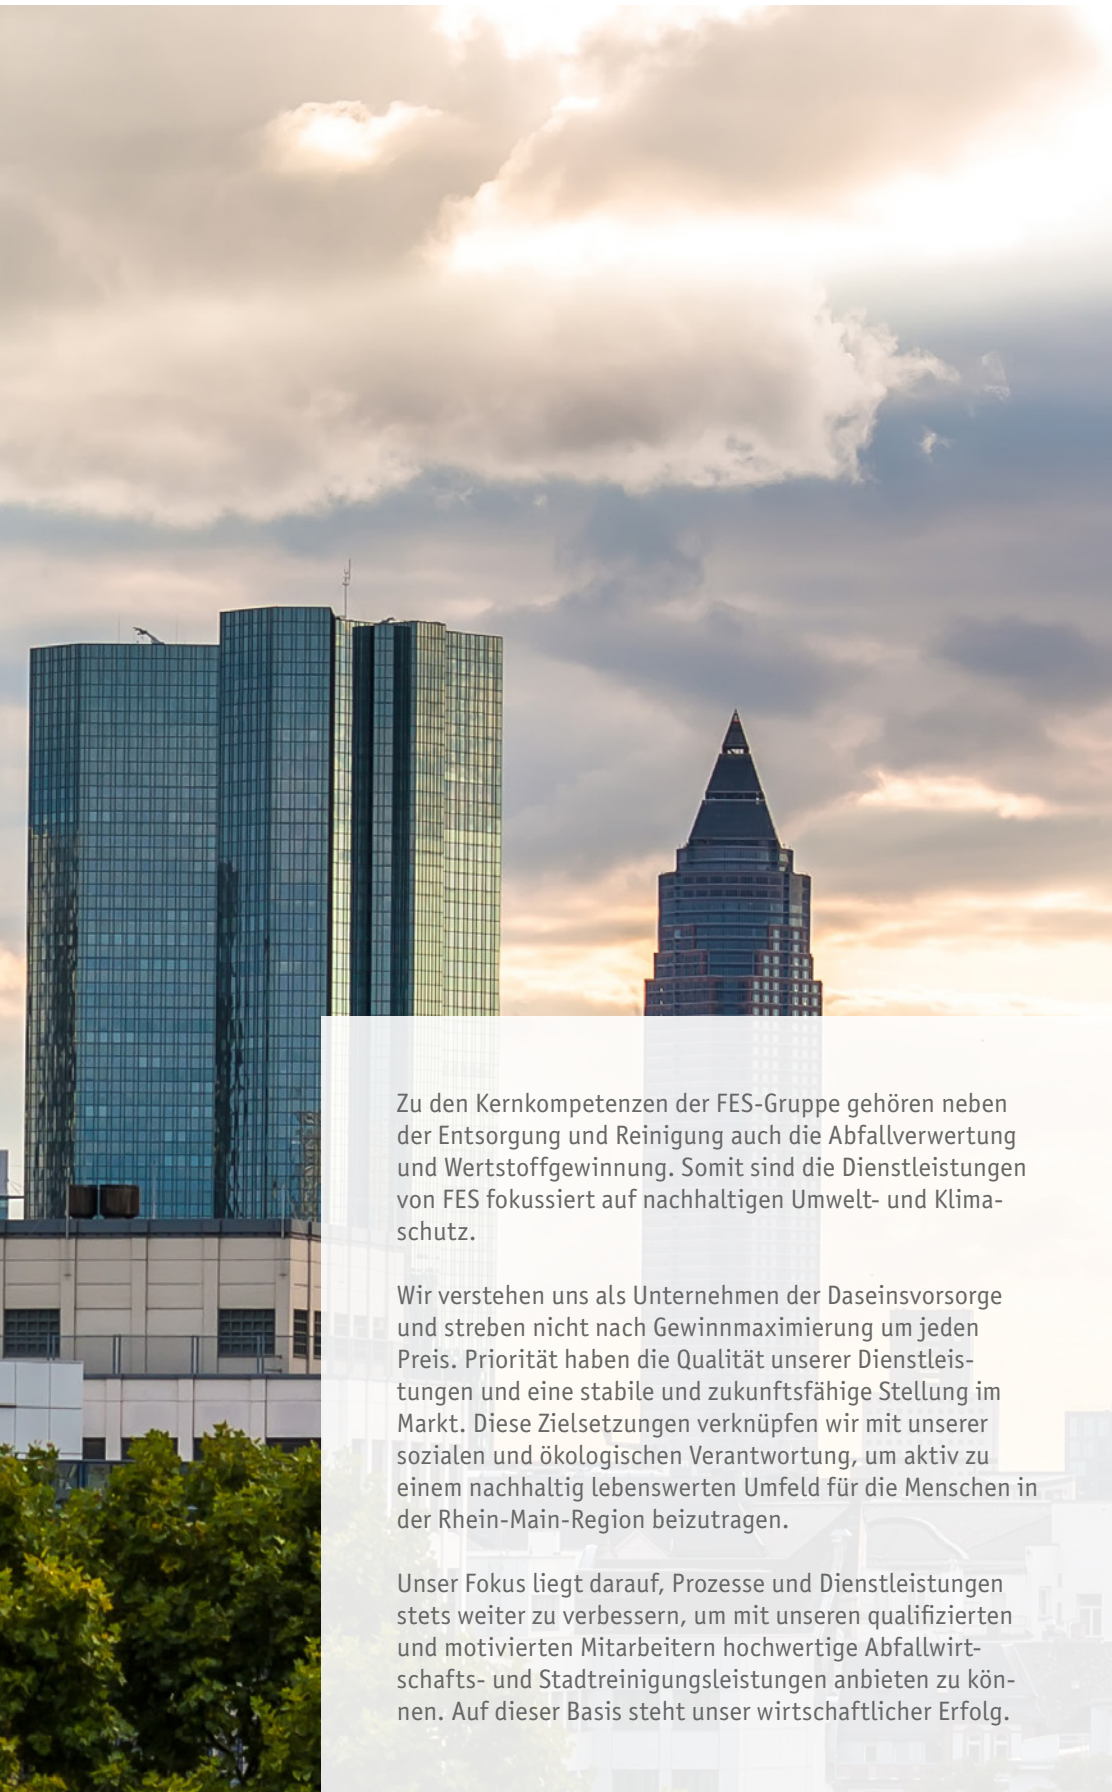 Zu den Kernkompetenzen der FES-Gruppe gehören neben
der Entsorgung und Reinigung auch die Abfallverwertung
und Wertstoffgewinnung. Somit sind die Dienstleistungen
von FES fokussiert auf nachhaltigen Umwelt- und Klima-
schutz.
Wir verstehen uns als Unternehmen der Daseinsvorsorge
und streben nicht nach Gewinnmaximierung um jeden
Preis. Priorität haben die Qualität unserer Dienstleis-
tungen und eine stabile und zukunftsfähige Stellung im
Markt. Diese Zielsetzungen verknüpfen wir mit unserer
sozialen und ökologischen Verantwortung, um aktiv zu
einem nachhaltig lebenswerten Umfeld für die Menschen in
der Rhein-Main-Region beizutragen.
Unser Fokus liegt darauf, Prozesse und Dienstleistungen
stets weiter zu verbessern, um mit unseren qualifizierten
und motivierten Mitarbeitern hochwertige Abfallwirt-
schafts- und Stadtreinigungsleistungen anbieten zu kön-
nen. Auf dieser Basis steht unser wirtschaftlicher Erfolg.